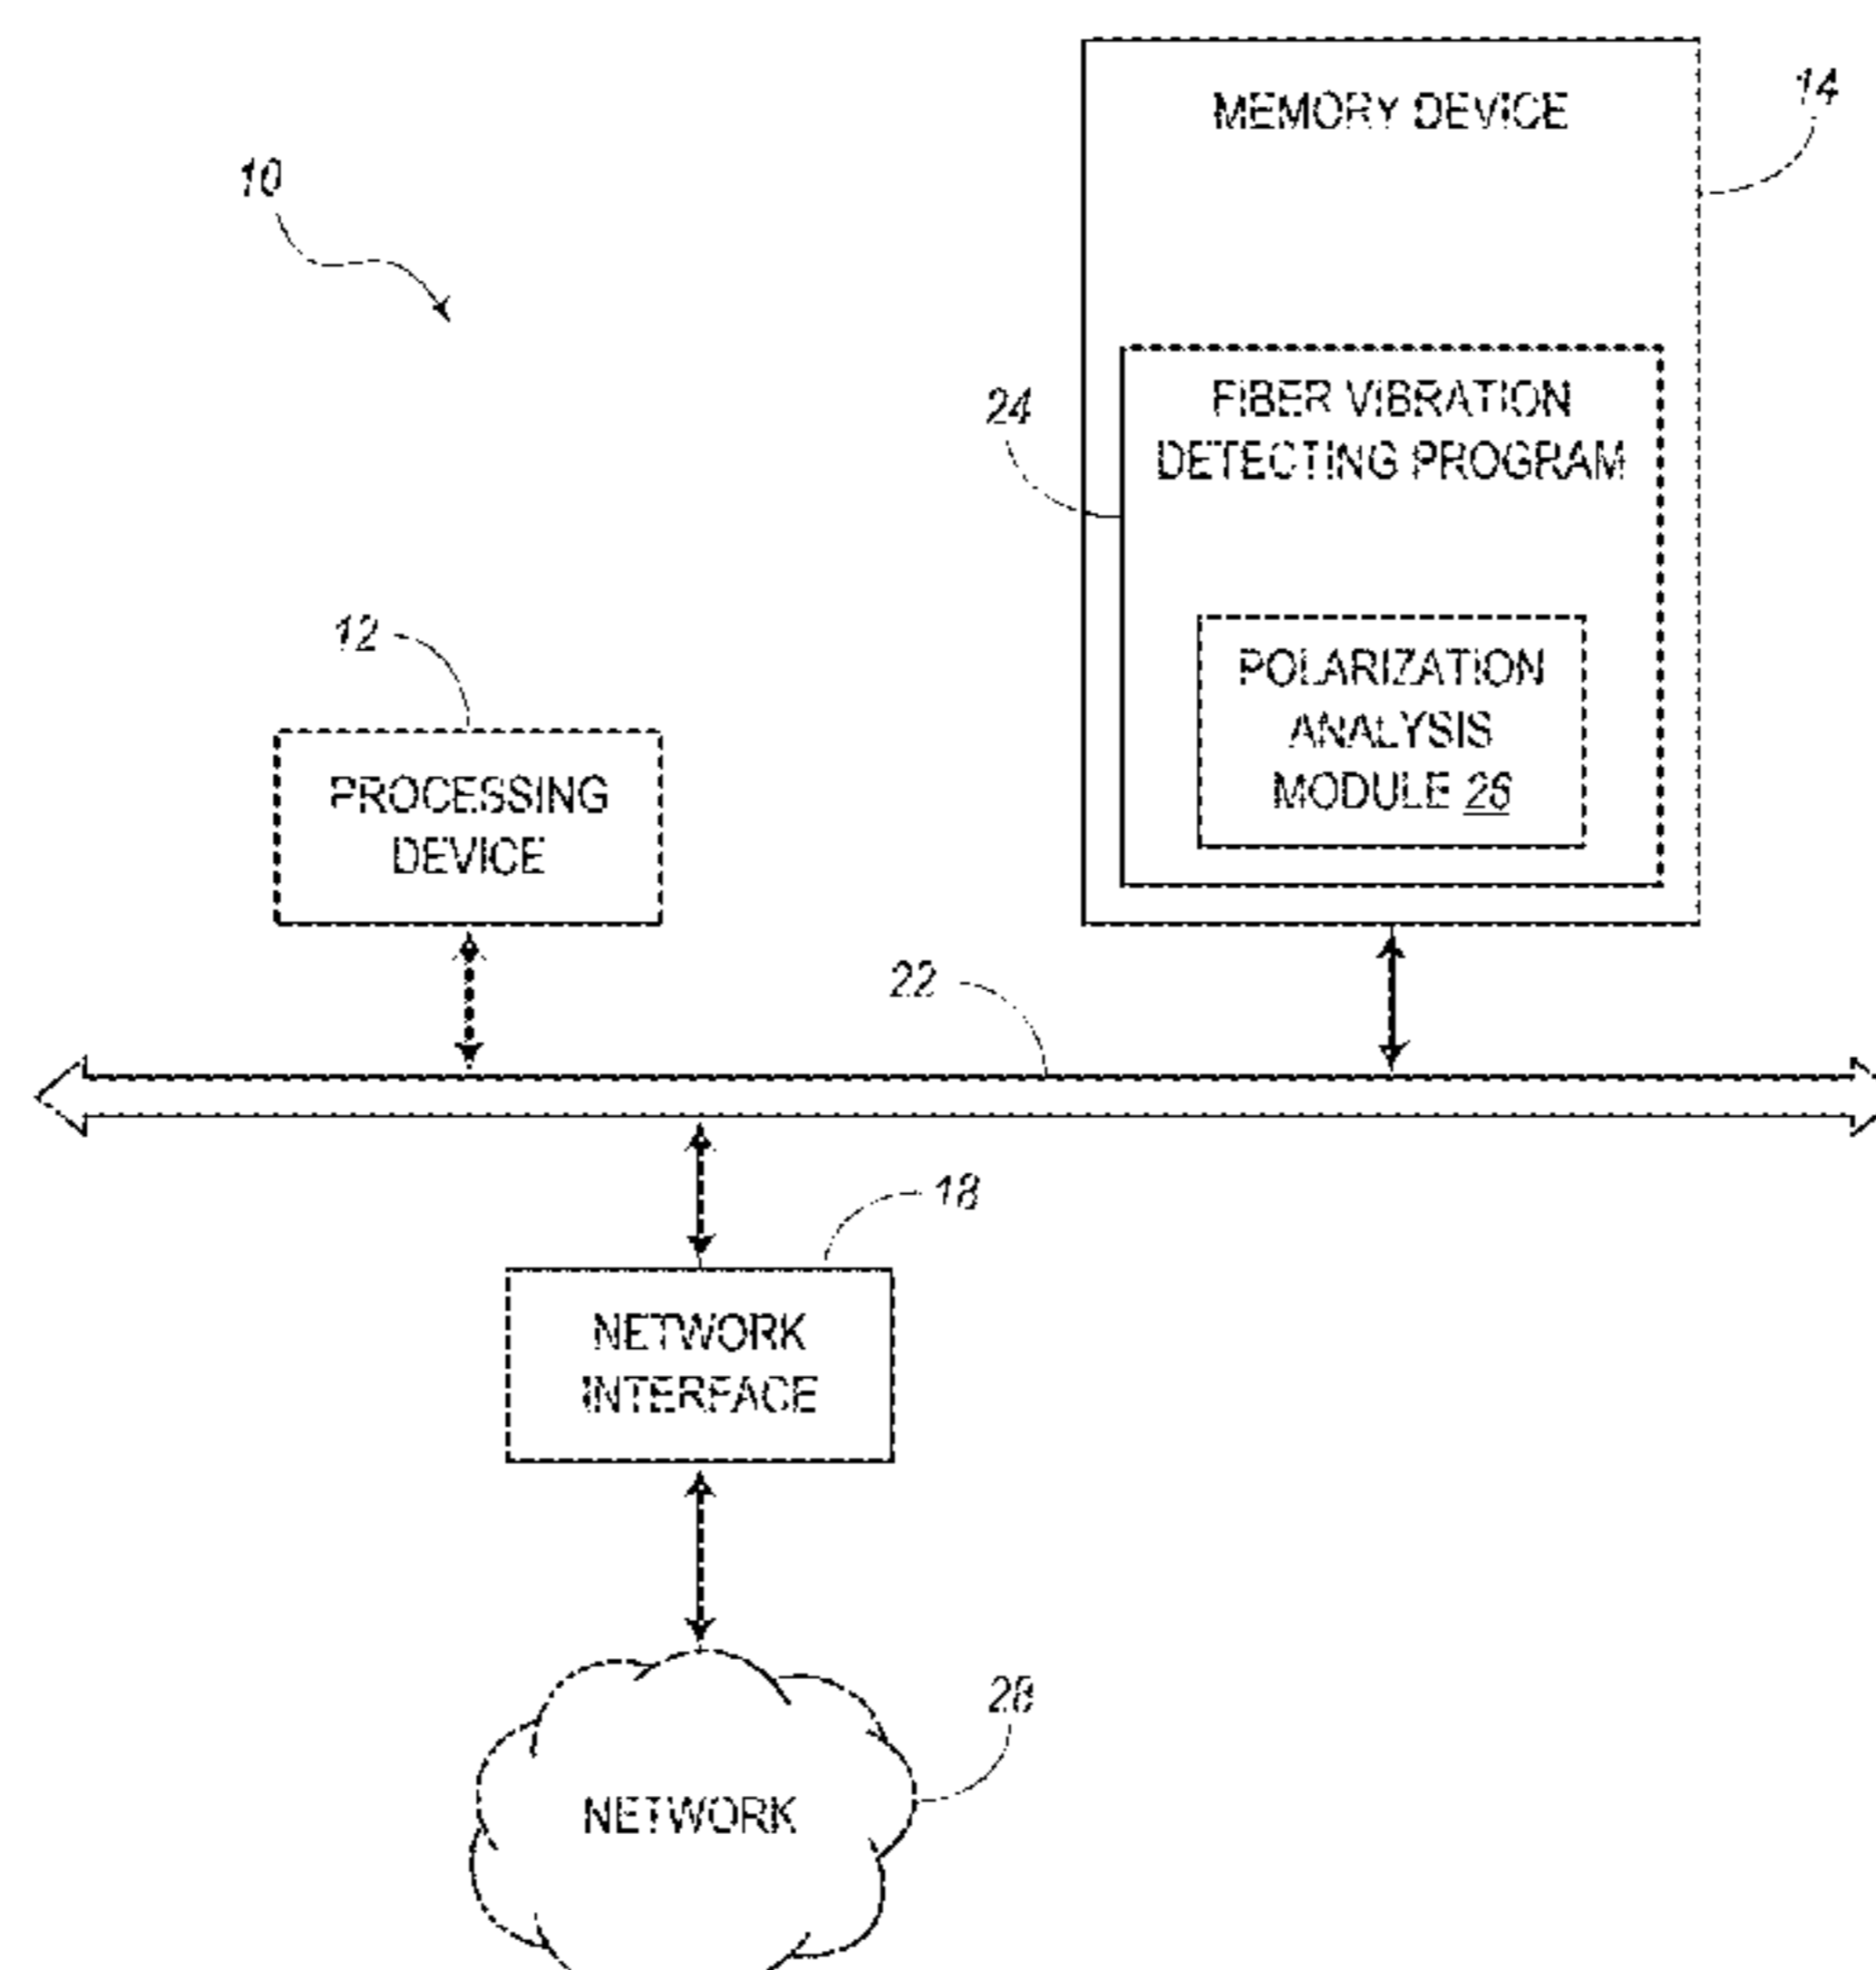 10
MEMORY DEVICE
14
24
FIBER VIBRATION
DETECTING PROGRAM
POLARIZATION
ANALYSIS
MODULE 26
12
PROCESSING
DEVICE
22
18
NETWORK
INTERFACE
28
NETWORK